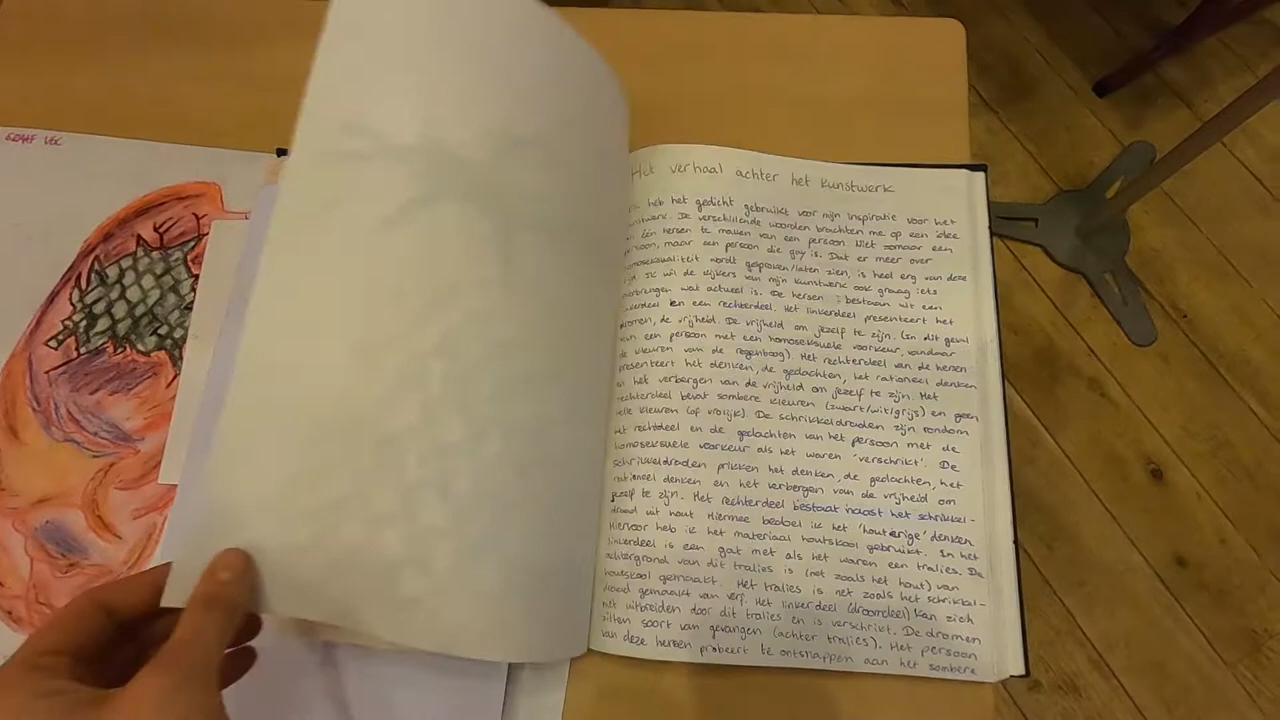 Het verhaal achter het kunstwerk
heb het gedicht gebruikt voor mijn inspiratie voor het
kunstwerk. De verschillende woorden brachten me op een idee
één hersen te maken van een persoon. Niet zomaar een
persoon, maar een persoon die gay is. Dat er meer over
homoseksualiteit wordt gesproken/laten zien, is heel erg van deze
tijd. Ik wil de kijkers van mijn kunstwerk ook graag iets
overbrengen wat actueel is. De hersen bestaan uit een
linkerdeel en een rechterdeel. Het linkerdeel presenteert het
dromen, de vrijheid. De vrijheid om jezelf te zijn. (In dit geval
van een persoon met een homoseksuele voorkeur, vandaar
de kleuren van de regenboog). Het rechterdeel van de hersen
presenteert het denken, de gedachten, het rationeel denken
en het verbergen van de vrijheid om jezelf te zijn. Het
rechterdeel bevat sombere kleuren (zwart/wit/grijs) en geen
felle kleuren (of vrolijk). De schrikkeldraden zijn rondom
het rechtdeel en de gedachten van het persoon met de
homoseksuele voorkeur als het waren 'verschrikt'. De
schrikkeldraden prikken het denken, de gedachten, het
rationeel denken en het verbergen van de vrijheid om
jezelf te zijn. Het rechterdeel bestaat naast het schrikkel-
draad uit hout. Hiermee bedoel ik het 'houterige' denken.
Hiervoor heb ik het materiaal houtskool gebruikt. In het
linkerdeel is een gat met als het waren een tralies. De
achtergrond van dit tralies is (net zoals het hout) van
houtskool gemaakt. Het tralies is net zoals het schrikkel-
draad gemaakt van verf. Het linkerdeel (droomdeel) kan zich
niet uitbreiden door dit tralies en is verschrikt. De dromen
zitten soort van gevangen (achter tralies). Het persoon
van deze hersen probeert te ontsnappen aan het sombere